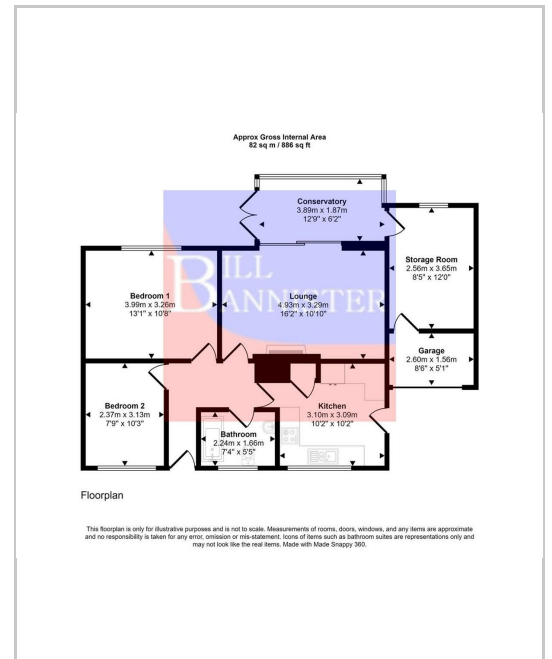 Approx Gross Internal Area
82 sq m / 886 sq ft
Conservatory
3.89m x 1.87m
12'9" x 6'2"
Storage Room
2.56m x 3.65m
8'5" x 12'0"
BILL
BANNISTER
Bedroom 1
3.99m x 3.26m
13'1" x 10'8"
Lounge
4.93m x 3.29m
16'2" x 10'10"
Garage
2.60m x 1.56m
8'6" x 5'1"
Bedroom 2
2.37m x 3.13m
7'9" x 10'3"
Kitchen
3.10m x 3.09m
10'2" x 10'2"
Bathroom
2.24m x 1.66m
7'4" x 5'5"
Floorplan
This floorplan is only for illustrative purposes and is not to scale. Measurements of rooms, doors, windows, and any items are approximate
and no responsibility is taken for any error, omission or mis-statement. Icons of items such as bathroom suites are representations only and
may not look like the real items. Made with Made Snappy 360.